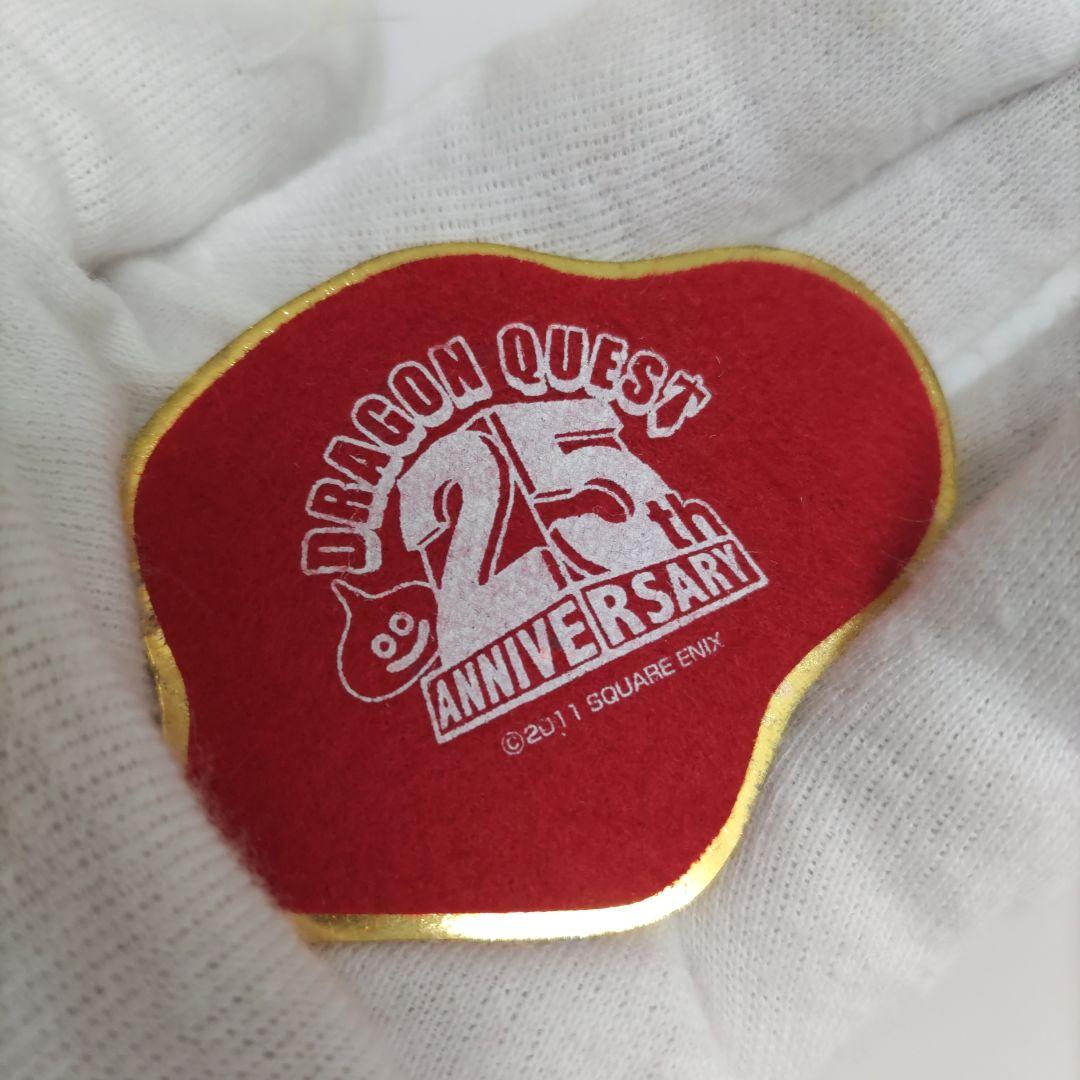 DRAGON QUEST
25th
ANNIVERSARY
©2011 SQUARE ENIX